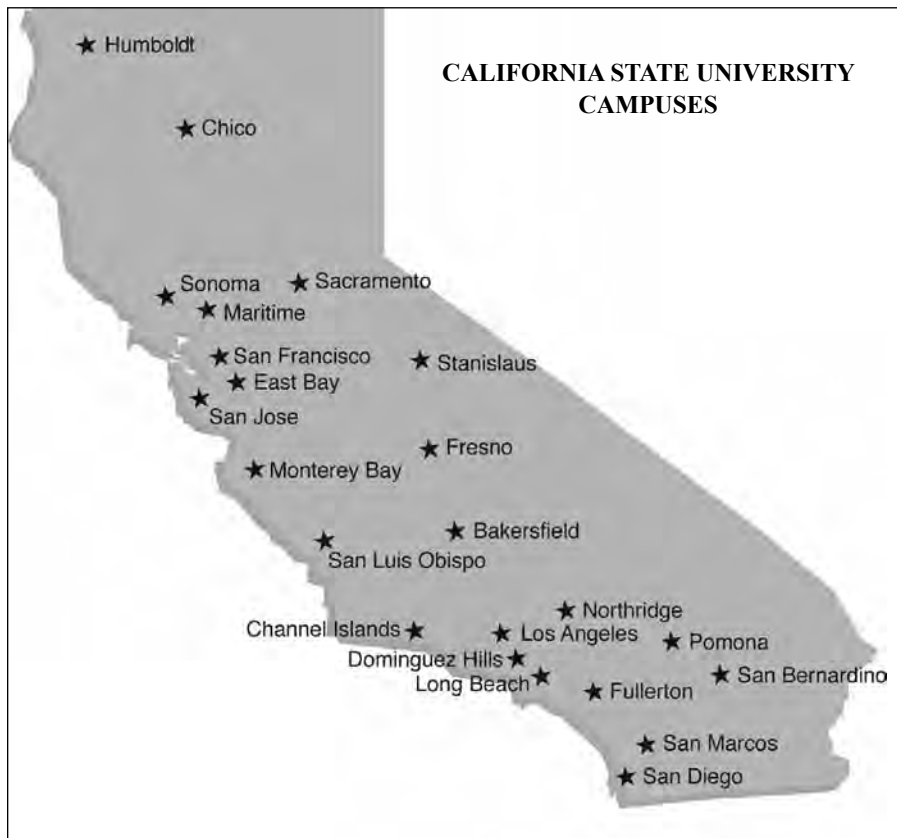 Humboldt
CALIFORNIA STATE UNIVERSITY
CAMPUSES
Chico
Sonoma
Sacramento
Maritime
San Francisco
Stanislaus
East Bay
San Jose
Fresno
Monterey Bay
Bakersfield
San Luis Obispo
Northridge
Channel Islands
Los Angeles
Pomona
Dominguez Hills
San Bernardino
Long Beach
Fullerton
San Marcos
San Diego